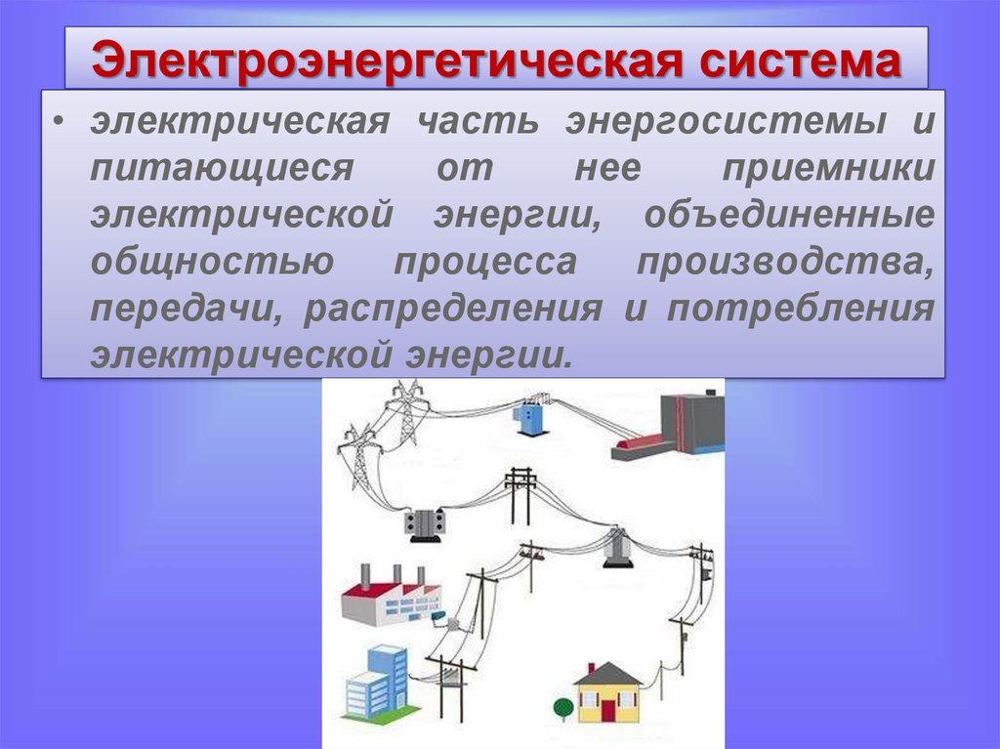 Электроэнергетическая система
• электрическая часть энергосистемы и
питающиеся от нее приемники
электрической энергии, объединенные
общностью процесса производства,
передачи, распределения и потребления
электрической энергии.